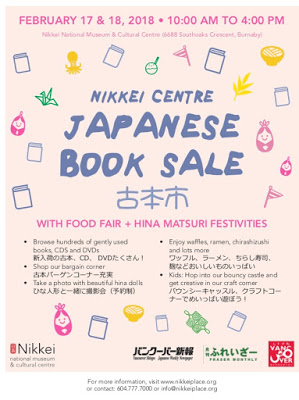 FEBRUARY 17 & 18, 2018 • 10:00 AM TO 4:00 PM
Nikkei National Museum & Cultural Centre (6688 Southoaks Crescent, Burnaby)
NIKKEI CENTRE
JAPANESE
BOOK SALE
古本市
WITH FOOD FAIR + HINA MATSURI FESTIVITIES
• Browse hundreds of gently used
books, CDS and DVDs
新入荷の古本、CD、DVDたくさん！
• Shop our bargain corner
古本バーゲンコーナー充実
• Take a photo with beautiful hina dolls
ひな人形と一緒に撮影会（予約制）
• Enjoy waffles, ramen, chirashizushi
and lots more
ワッフル、ラーメン、ちらし寿司、
麹などおいしいものいっぱい
• Kids: Hop into our bouncy castle and
get creative in our craft corner
バウンシーキャッスル、クラフトコー
ナーでめいっぱい遊ぼう！
Nikkei
national museum
& cultural centre
バンクーバー新報
Vancouver Shinpo
月刊
ふれいざー
FRASER MONTHLY
JAPAN
VANC
OUVER
For more information, visit www.nikkeiplace.org
or contact: 604.777.7000 or info@nikkeiplace.org